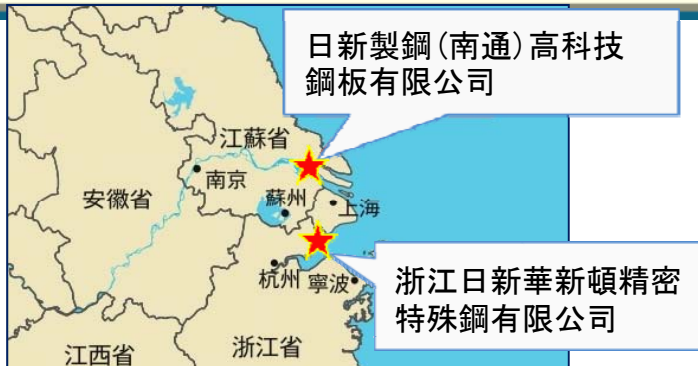 日新製鋼(南通)高科技
鋼板有限公司
江蘇省
南京
安徽省
蘇州
上海
杭州
寧波
浙江日新華新頓精密
特殊鋼有限公司
江西省
浙江省